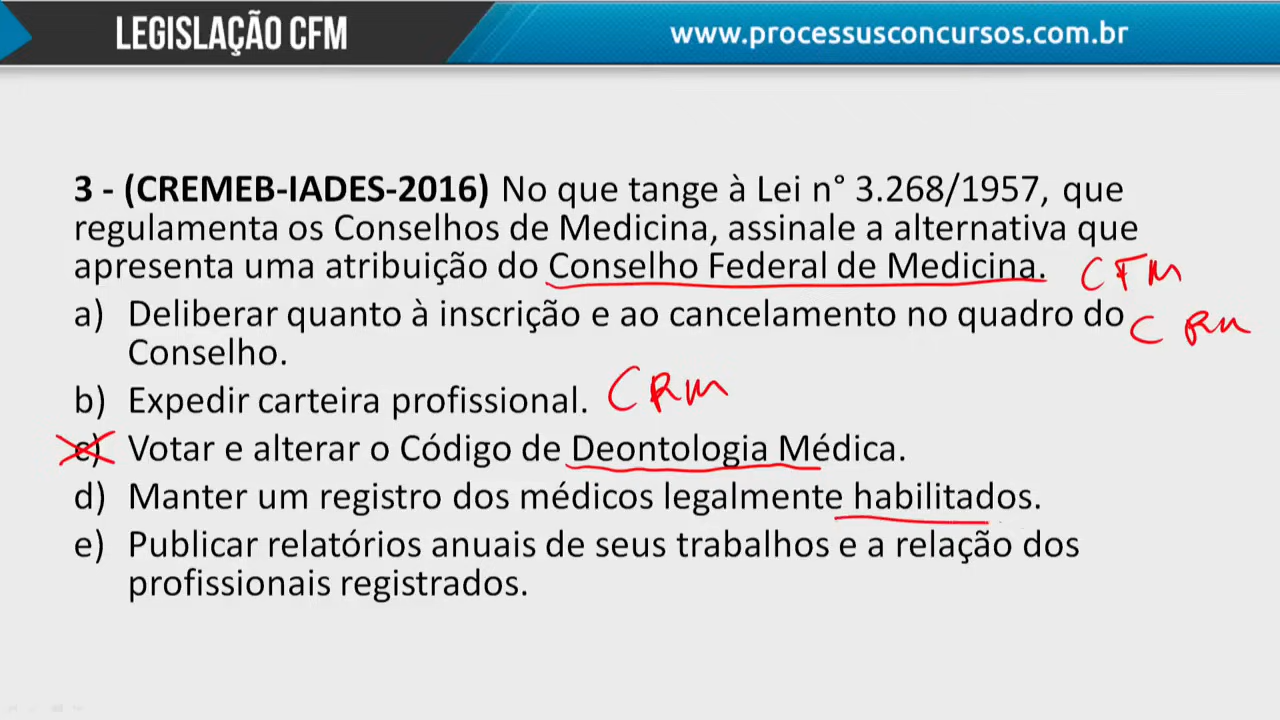 LEGISLAÇÃO CFM
www.processusconcursos.com.br
3 - (CREMEB-IADES-2016) No que tange à Lei n° 3.268/1957, que
regulamenta os Conselhos de Medicina, assinale a alternativa que
apresenta uma atribuição do Conselho Federal de Medicina. CFM
a) Deliberar quanto à inscrição e ao cancelamento no quadro do CRM
Conselho.
b) Expedir carteira profissional. CRM
c) Votar e alterar o Código de Deontologia Médica.
d) Manter um registro dos médicos legalmente habilitados.
e) Publicar relatórios anuais de seus trabalhos e a relação dos
profissionais registrados.